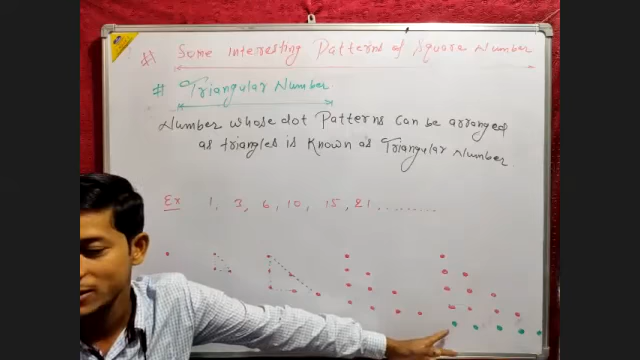 # Some interesting Patterns of Square Number
# Triangular Number
Number whose dot Patterns can be arranged
as triangles is known as Triangular Number.
Ex 1, 3, 6, 10, 15, 21, ..........